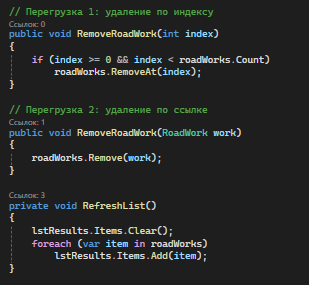 // Перегрузка 1: удаление по индексу
Ссылок: 0
public void RemoveRoadWork(int index)
{
    if (index >= 0 && index < roadWorks.Count)
        roadWorks.RemoveAt(index);
}
// Перегрузка 2: удаление по ссылке
Ссылок: 1
public void RemoveRoadWork(RoadWork work)
{
    roadWorks.Remove(work);
}
Ссылок: 3
private void RefreshList()
{
    lstResults.Items.Clear();
    foreach (var item in roadWorks)
        lstResults.Items.Add(item);
}